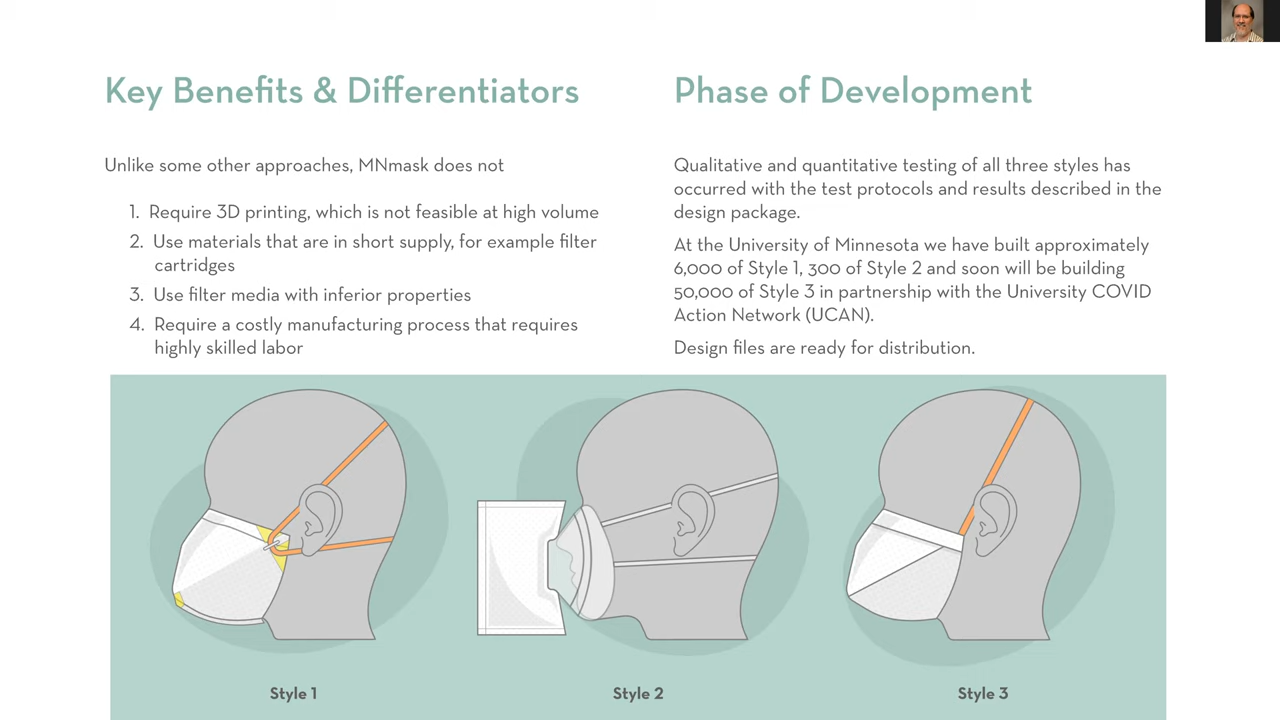 Key Benefits & Differentiators
Unlike some other approaches, MNmask does not
1. Require 3D printing, which is not feasible at high volume
2. Use materials that are in short supply, for example filter
cartridges
3. Use filter media with inferior properties
4. Require a costly manufacturing process that requires
highly skilled labor
Phase of Development
Qualitative and quantitative testing of all three styles has
occurred with the test protocols and results described in the
design package.
At the University of Minnesota we have built approximately
6,000 of Style 1, 300 of Style 2 and soon will be building
50,000 of Style 3 in partnership with the University COVID
Action Network (UCAN).
Design files are ready for distribution.
Style 1
Style 2
Style 3